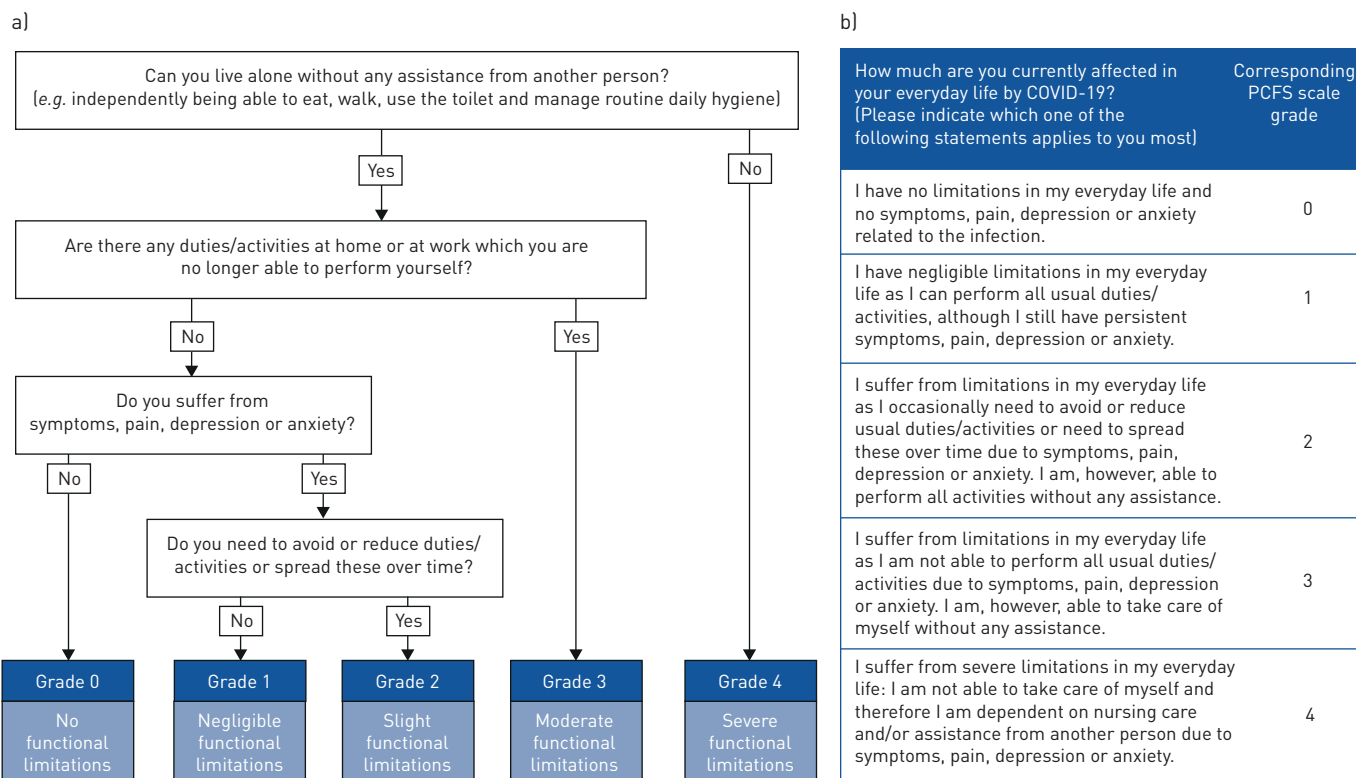 a)
Can you live alone without any assistance from another person?
(e.g. independently being able to eat, walk, use the toilet and manage routine daily hygiene)
Yes
No
Are there any duties/activities at home or at work which you are
no longer able to perform yourself?
No
Yes
Do you suffer from
symptoms, pain, depression or anxiety?
No
Yes
Do you need to avoid or reduce duties/
activities or spread these over time?
No
Yes
Grade 0
No
functional
limitations
Grade 1
Negligible
functional
limitations
Grade 2
Slight
functional
limitations
Grade 3
Moderate
functional
limitations
Grade 4
Severe
functional
limitations
b)
How much are you currently affected in
your everyday life by COVID-19?
(Please indicate which one of the
following statements applies to you most)
Corresponding
PCFS scale
grade
I have no limitations in my everyday life and
no symptoms, pain, depression or anxiety
related to the infection.
0
I have negligible limitations in my everyday
life as I can perform all usual duties/
activities, although I still have persistent
symptoms, pain, depression or anxiety.
1
I suffer from limitations in my everyday life
as I occasionally need to avoid or reduce
usual duties/activities or need to spread
these over time due to symptoms, pain,
depression or anxiety. I am, however, able to
perform all activities without any assistance.
2
I suffer from limitations in my everyday life
as I am not able to perform all usual duties/
activities due to symptoms, pain, depression
or anxiety. I am, however, able to take care of
myself without any assistance.
3
I suffer from severe limitations in my everyday
life: I am not able to take care of myself and
therefore I am dependent on nursing care
and/or assistance from another person due to
symptoms, pain, depression or anxiety.
4